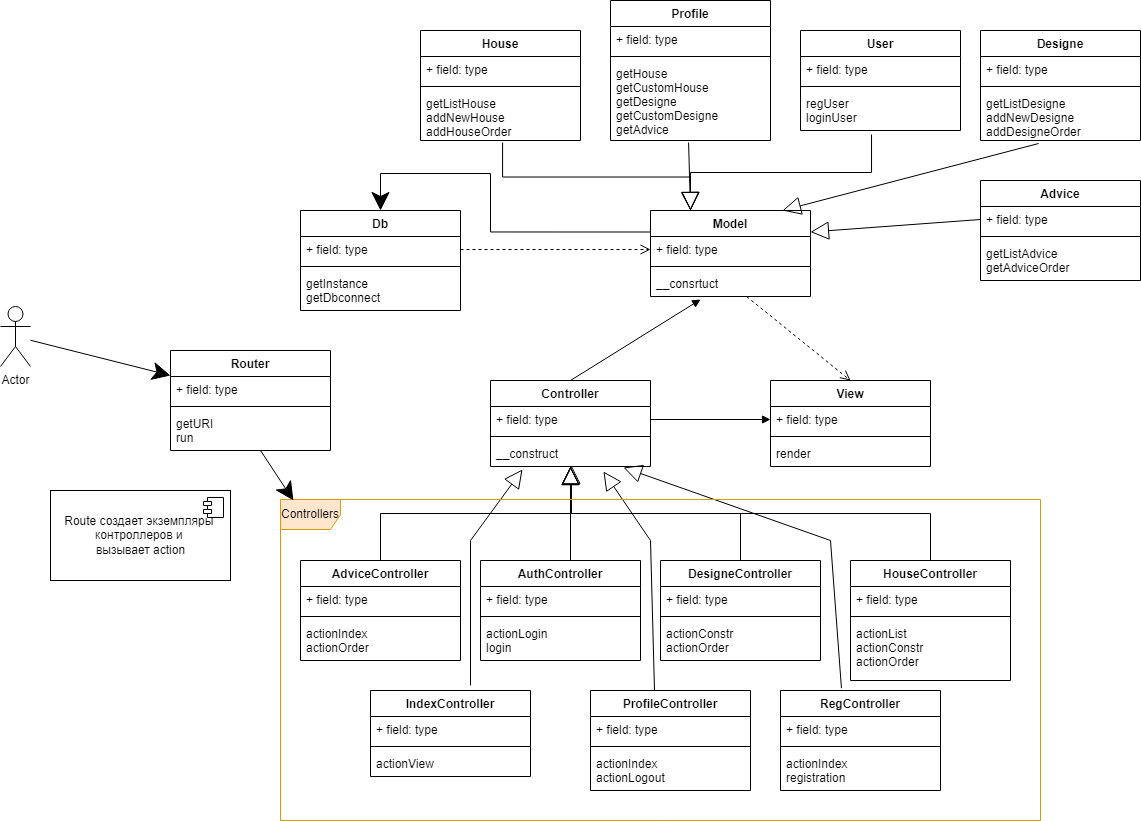 Profile
+ field: type
getHouse
getCustomHouse
getDesigne
getCustomDesigne
getAdvice
House
+ field: type
getListHouse
addNewHouse
addHouseOrder
User
+ field: type
regUser
loginUser
Designe
+ field: type
getListDesigne
addNewDesigne
addDesigneOrder
Advice
+ field: type
getListAdvice
getAdviceOrder
Db
+ field: type
getInstance
getDbconnect
Model
+ field: type
__consrtuct
Actor
Router
+ field: type
getURI
run
Controller
+ field: type
__construct
View
+ field: type
render
Route создает экземпляры
контроллеров и
вызывает action
Controllers
AdviceController
+ field: type
actionIndex
actionOrder
AuthController
+ field: type
actionLogin
login
DesigneController
+ field: type
actionConstr
actionOrder
HouseController
+ field: type
actionList
actionConstr
actionOrder
IndexController
+ field: type
actionView
ProfileController
+ field: type
actionIndex
actionLogout
RegController
+ field: type
actionIndex
registration